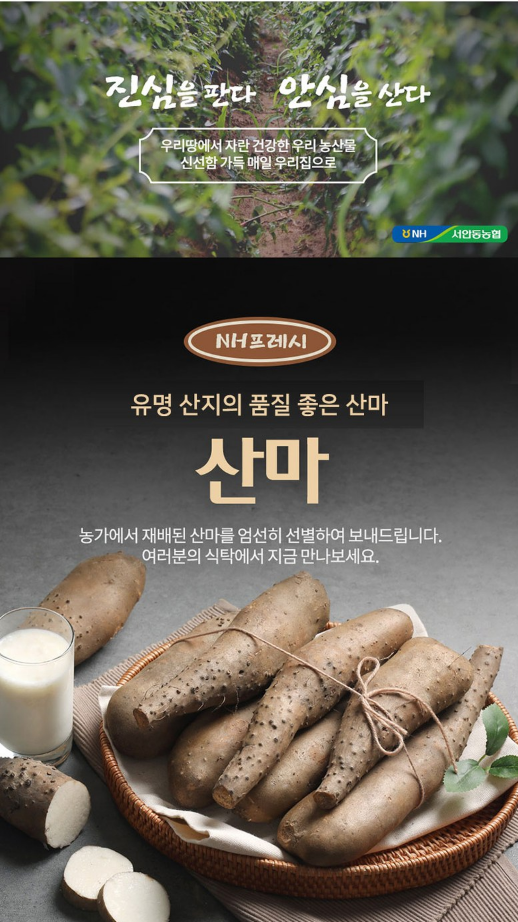 진심을 판다 안심을 산다
우리땅에서 자란 건강한 우리 농산물
신선함 가득 매일 우리집으로
NH 서안동농협
NH프레시
유명 산지의 품질 좋은 산마
산마
농가에서 재배된 산마를 엄선히 선별하여 보내드립니다.
여러분의 식탁에서 지금 만나보세요.